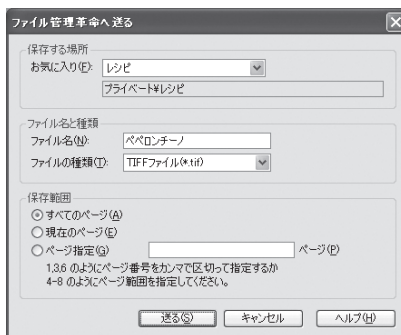 ファイル管理革命へ送る
保存する場所
お気に入り(F): レシピ
プライベート¥レシピ
ファイル名と種類
ファイル名(N): ペペロンチーノ
ファイルの種類(T): TIFFファイル(*.tif)
保存範囲
すべてのページ(A)
現在のページ(E)
ページ指定(G) ページ(P)
1,3,6 のようにページ番号をカンマで区切って指定するか
4-8 のようにページ範囲を指定してください。
送る(S) キャンセル ヘルプ(H)